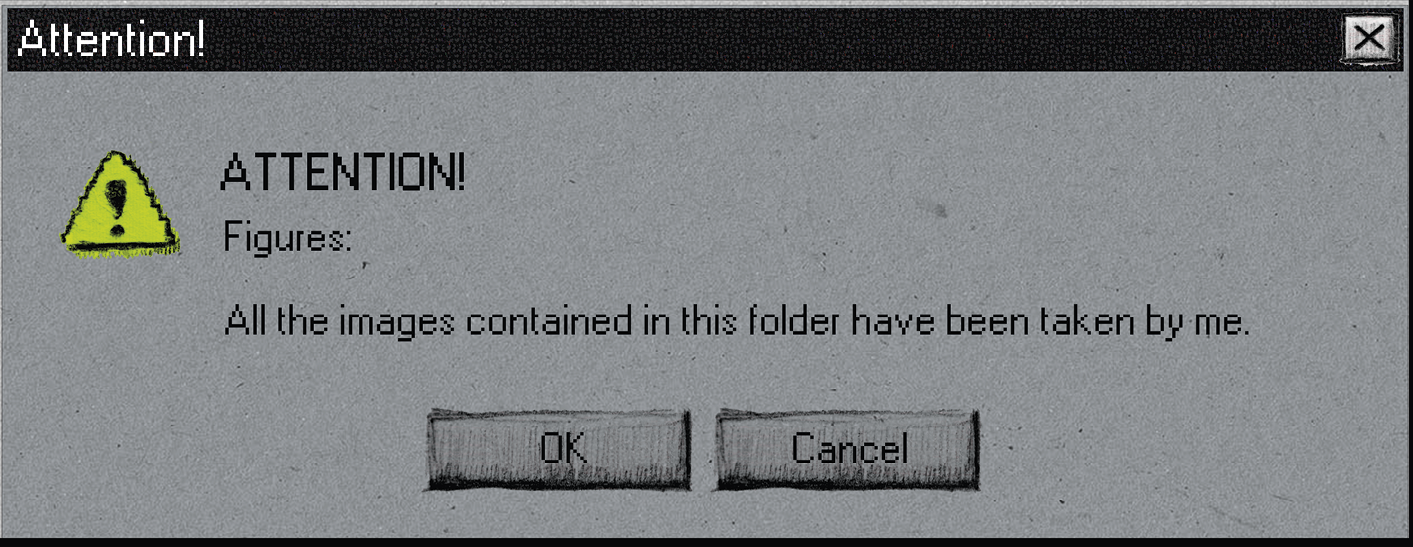 Attention!
ATTENTION!
Figures:
All the images contained in this folder have been taken by me.
OK
Cancel